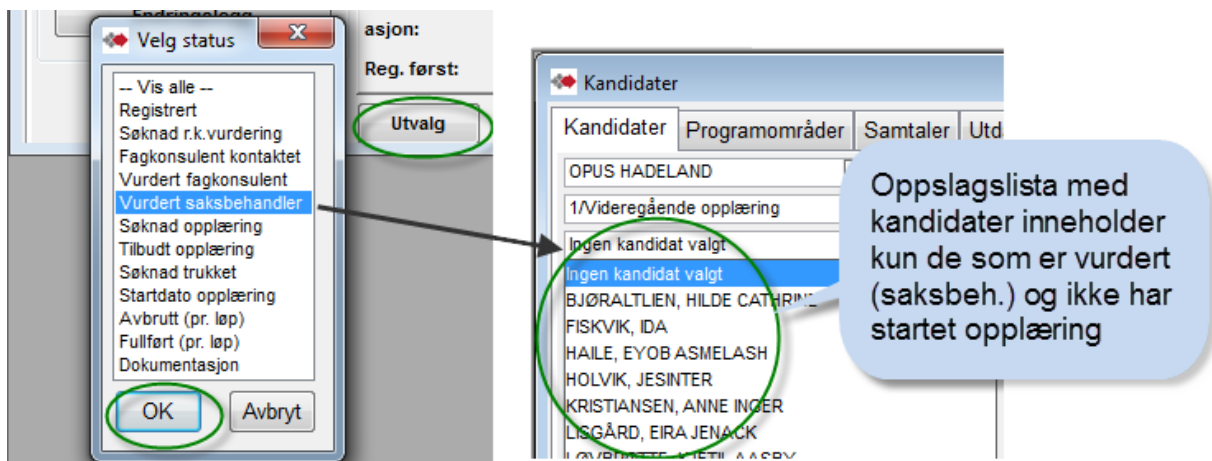 Endringslogg
Velg status
-- Vis alle --
Registrert
Søknad r.k.vurdering
Fagkonsulent kontaktet
Vurdert fagkonsulent
Vurdert saksbehandler
Søknad opplæring
Tilbudt opplæring
Søknad trukket
Startdato opplæring
Avbrutt (pr. løp)
Fullført (pr. løp)
Dokumentasjon
OK
Avbryt
asjon:
Reg. først:
Utvalg
Kandidater
Kandidater
Programområder
Samtaler
Utd
OPUS HADELAND
1/Videregående opplæring
Ingen kandidat valgt
Ingen kandidat valgt
BJØRALTLIEN, HILDE CATHRINE
FISKVIK, IDA
HAILE, EYOB ASMELASH
HOLVIK, JESINTER
KRISTIANSEN, ANNE INGER
LISGÅRD, EIRA JENACK
Oppslagslista med
kandidater inneholder
kun de som er vurdert
(saksbeh.) og ikke har
startet opplæring